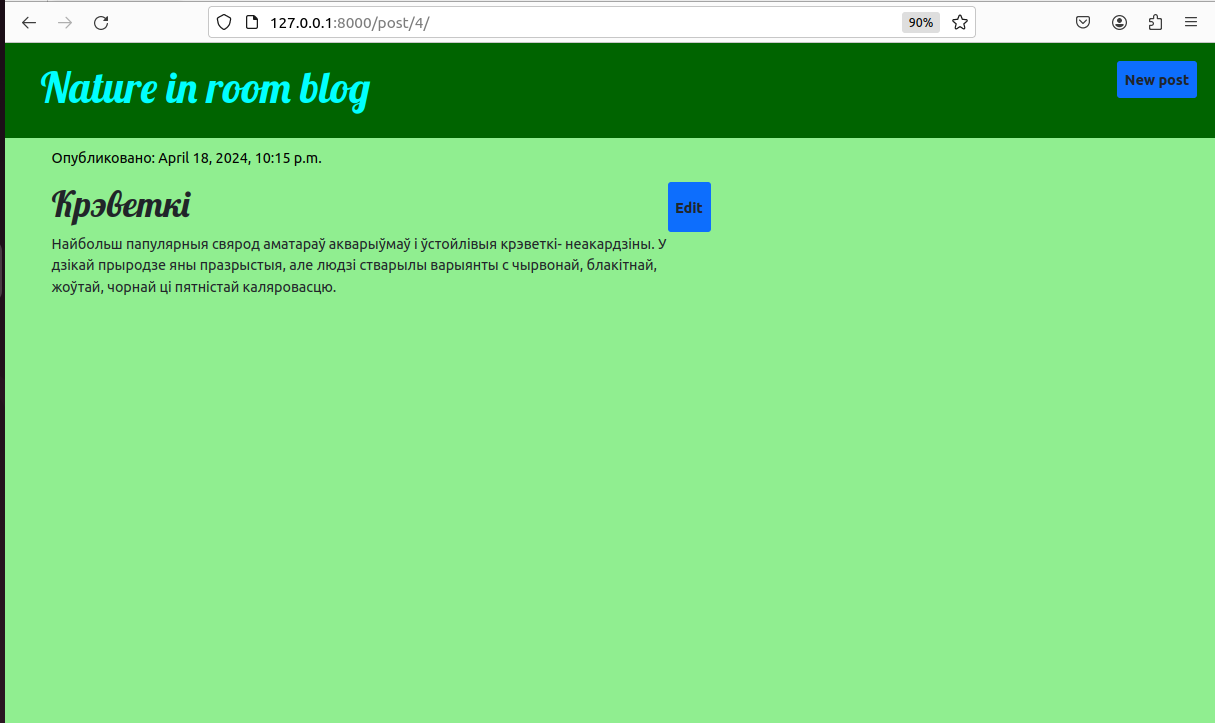 127.0.0.1:8000/post/4/
90%
Nature in room blog
New post
Опубликовано: April 18, 2024, 10:15 p.m.
Крэветкі
Edit
Найбольш папулярныя свярод аматараў акварыўмаў і ўстойлівыя крэветкі- неакардзіны. У
дзікай прыродзе яны празрыстыя, але людзі стварылы варыянты с чырвонай, блакітнай,
жоўтай, чорнай ці пятністай каляровасцю.